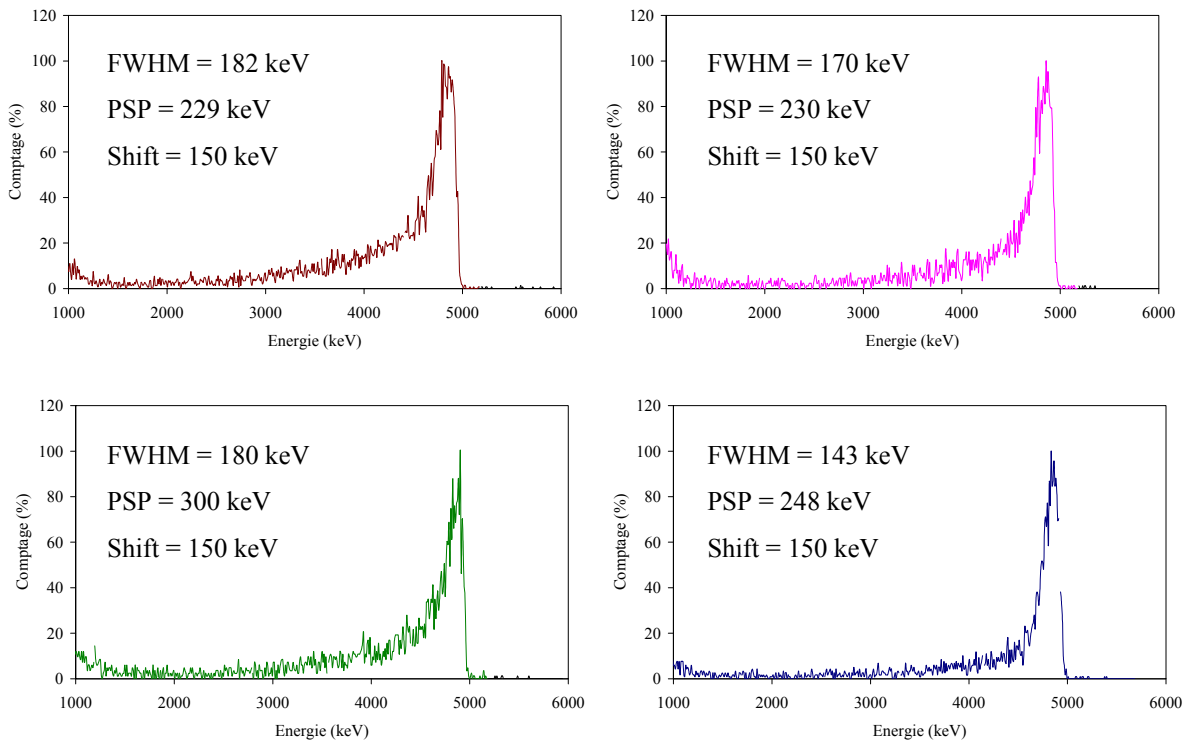 120
100
80
60
40
20
0
Comptage (%)
FWHM = 182 keV
PSP = 229 keV
Shift = 150 keV
1000 2000 3000 4000 5000 6000
Energie (keV)
120
100
80
60
40
20
0
Comptage (%)
FWHM = 170 keV
PSP = 230 keV
Shift = 150 keV
1000 2000 3000 4000 5000 6000
Energie (keV)
120
100
80
60
40
20
0
Comptage (%)
FWHM = 180 keV
PSP = 300 keV
Shift = 150 keV
1000 2000 3000 4000 5000 6000
Energie (keV)
120
100
80
60
40
20
0
Comptage (%)
FWHM = 143 keV
PSP = 248 keV
Shift = 150 keV
1000 2000 3000 4000 5000 6000
Energie (keV)